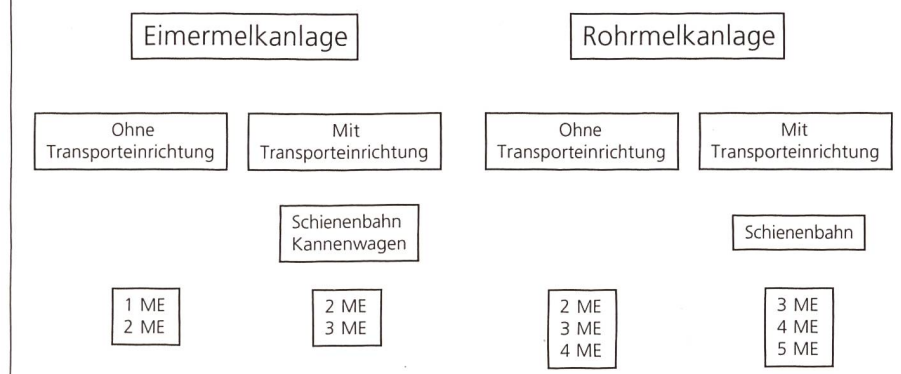 Eimermelkanlage
Rohrmelkanlage
Ohne
Transporteinrichtung
Mit
Transporteinrichtung
Ohne
Transporteinrichtung
Mit
Transporteinrichtung
Schienenbahn
Kannenwagen
Schienenbahn
1 ME
2 ME
2 ME
3 ME
2 ME
3 ME
4 ME
3 ME
4 ME
5 ME